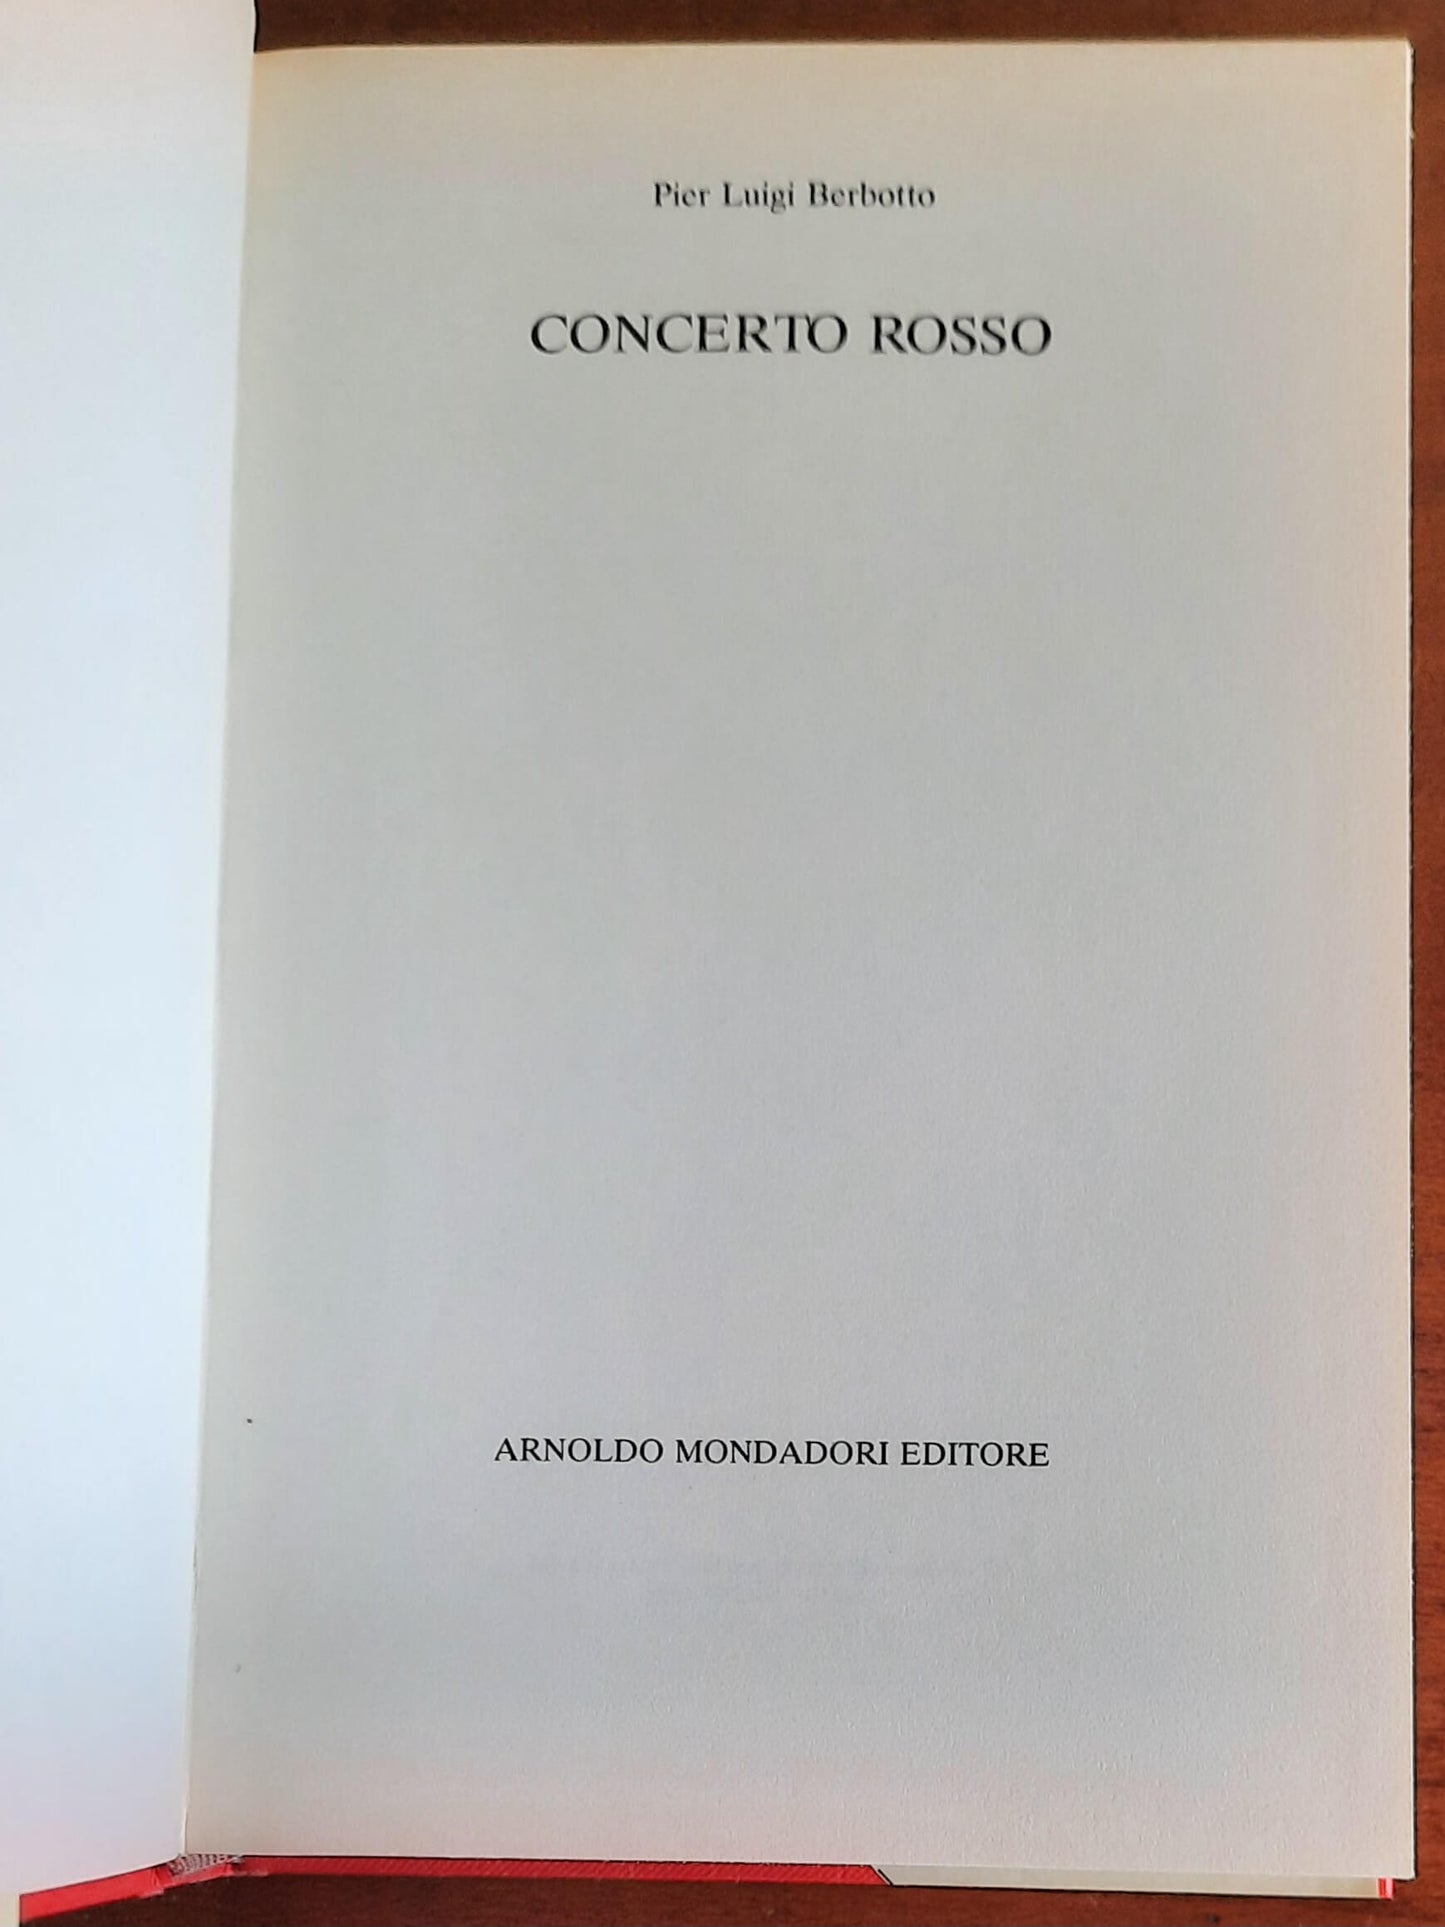 Pier Luigi Berbotto
CONCERTO ROSSO
ARNOLDO MONDADORI EDITORE